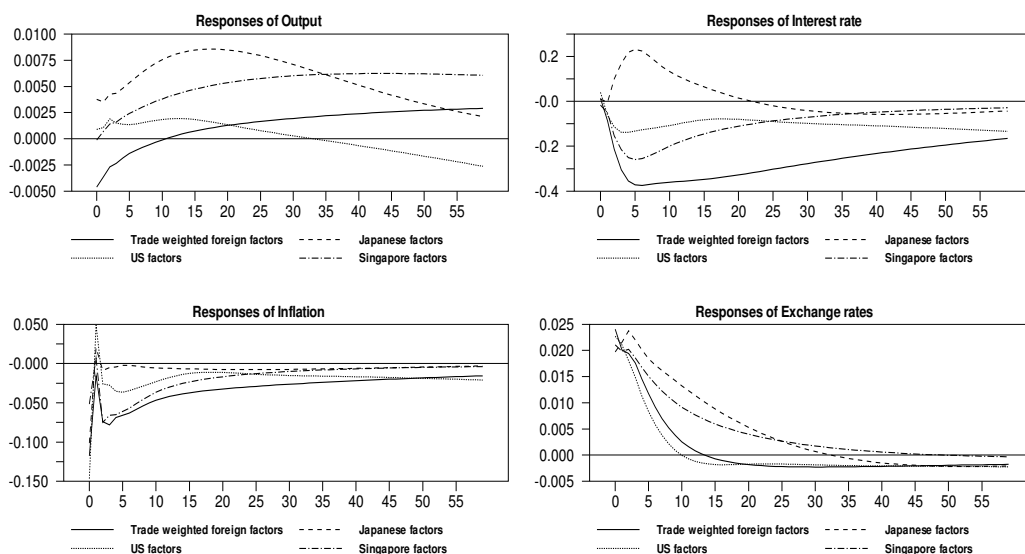 Responses of Output
0.0100
0.0075
0.0050
0.0025
0.0000
-0.0025
-0.0050
0 5 10 15 20 25 30 35 40 45 50 55
Trade weighted foreign factors Japanese factors
US factors Singapore factors
Responses of Interest rate
0.2
-0.0
-0.2
-0.4
0 5 10 15 20 25 30 35 40 45 50 55
Trade weighted foreign factors Japanese factors
US factors Singapore factors
Responses of Inflation
0.050
-0.000
-0.050
-0.100
-0.150
0 5 10 15 20 25 30 35 40 45 50 55
Trade weighted foreign factors Japanese factors
US factors Singapore factors
Responses of Exchange rates
0.025
0.020
0.015
0.010
0.005
0.000
-0.005
0 5 10 15 20 25 30 35 40 45 50 55
Trade weighted foreign factors Japanese factors
US factors Singapore factors